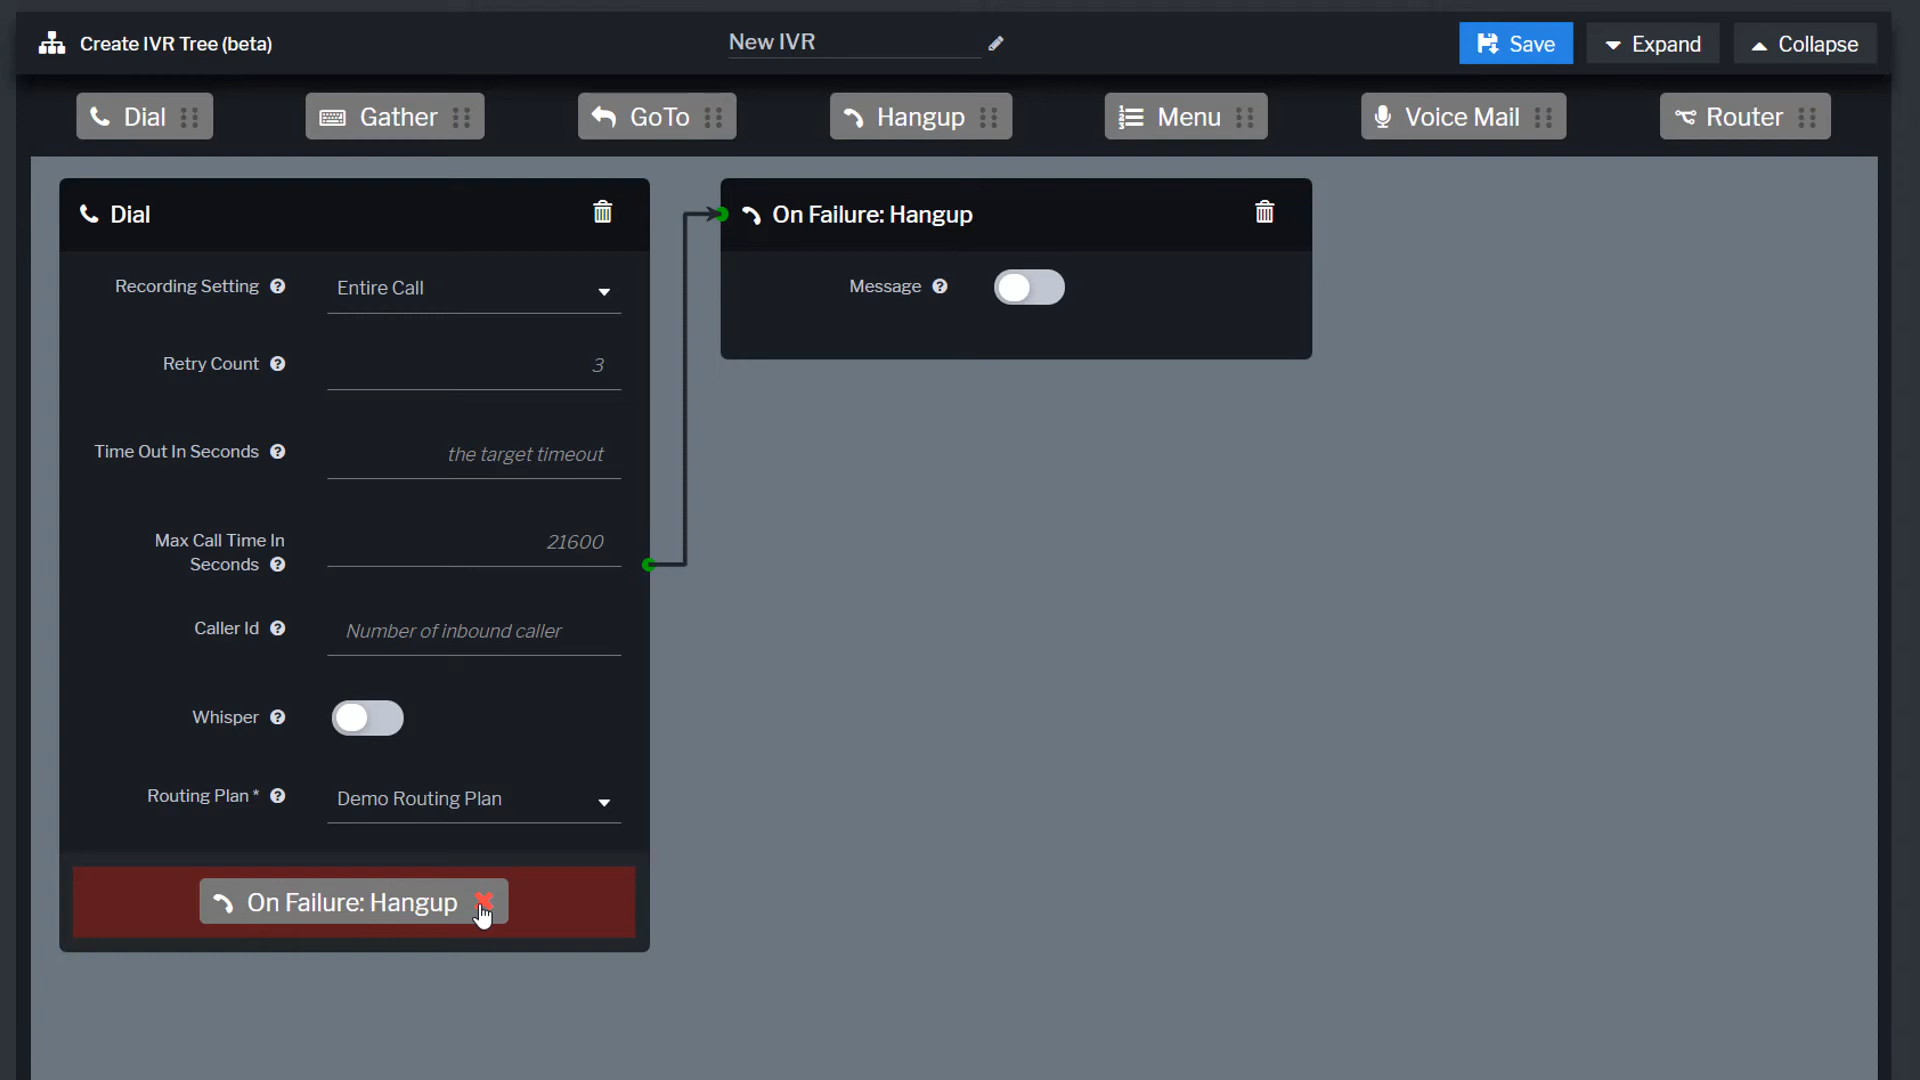 Create IVR Tree (beta)
New IVR
Save
Expand
Collapse
Dial
Gather
GoTo
Hangup
Menu
Voice Mail
Router
Dial
Recording Setting
Entire Call
Retry Count
3
Time Out In Seconds
the target timeout
Max Call Time In
Seconds
21600
Caller Id
Number of inbound caller
Whisper
Routing Plan *
Demo Routing Plan
On Failure: Hangup
On Failure: Hangup
Message